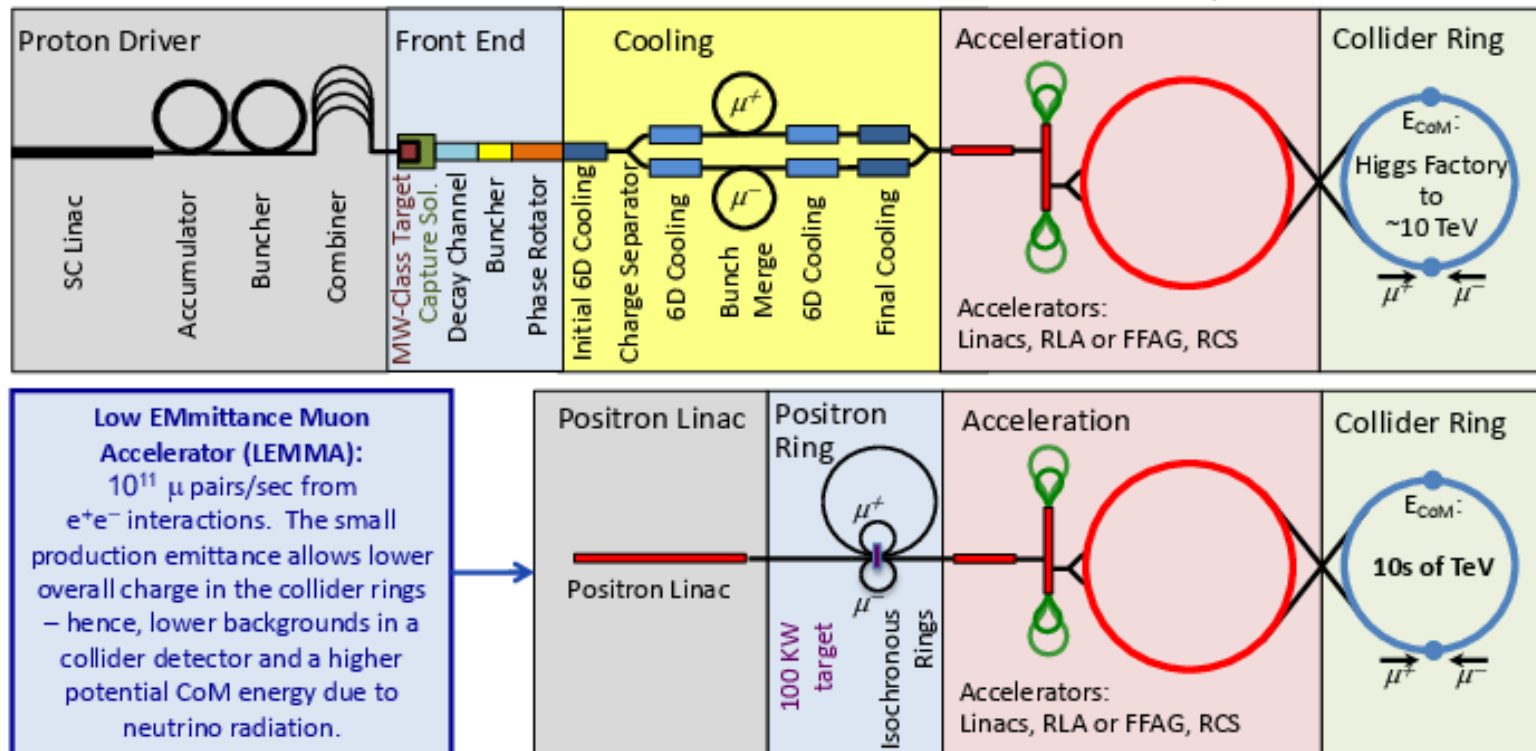 Proton Driver
Front End
Cooling
Acceleration
Collider Ring
μ+
μ−
E_CoM:
Higgs Factory
to
~10 TeV
μ+
μ−
SC Linac
Accumulator
Buncher
Combiner
MW-Class Target
Capture Sol.
Decay Channel
Buncher
Phase Rotator
Initial 6D Cooling
Charge Separator
6D Cooling
Bunch
Merge
6D Cooling
Final Cooling
Accelerators:
Linacs, RLA or FFAG, RCS
Low EMmittance Muon
Accelerator (LEMMA):
10¹¹ μ pairs/sec from
e⁺e⁻ interactions. The small
production emittance allows lower
overall charge in the collider rings
– hence, lower backgrounds in a
collider detector and a higher
potential CoM energy due to
neutrino radiation.
Positron Linac
Positron
Ring
Acceleration
Collider Ring
Positron Linac
μ+
μ−
100 KW
target
Isochronous
Rings
Accelerators:
Linacs, RLA or FFAG, RCS
E_CoM:
10s of TeV
μ+
μ−